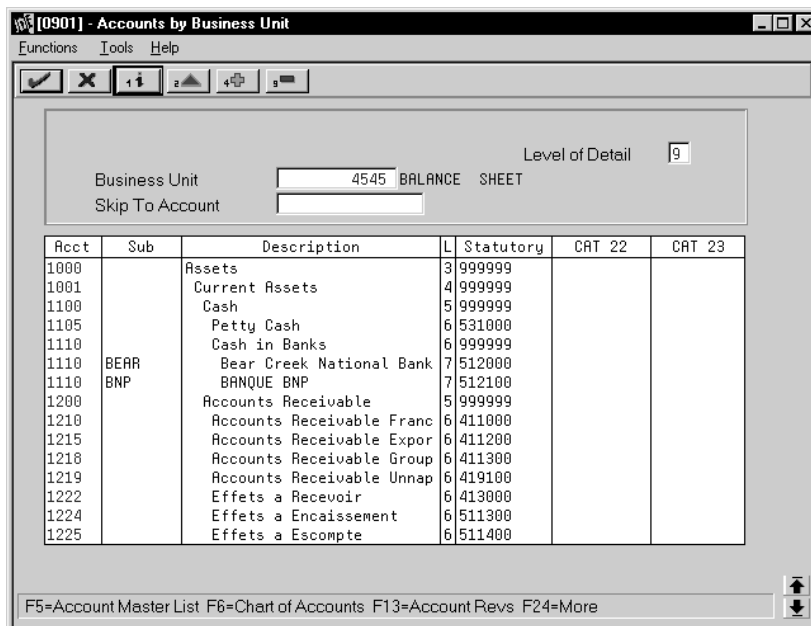 [0901] - Accounts by Business Unit
Functions Tools Help
1 i 2 4 9
Level of Detail 9
Business Unit 4545 BALANCE SHEET
Skip To Account
Acct Sub Description L Statutory CAT 22 CAT 23
1000 Assets 3 999999
1001 Current Assets 4 999999
1100 Cash 5 999999
1105 Petty Cash 6 531000
1110 Cash in Banks 6 999999
1110 BEAR Bear Creek National Bank 7 512000
1110 BNP BANQUE BNP 7 512100
1200 Accounts Receivable 5 999999
1210 Accounts Receivable Franc 6 411000
1215 Accounts Receivable Expor 6 411200
1218 Accounts Receivable Group 6 411300
1219 Accounts Receivable Unnap 6 419100
1222 Effets a Recevoir 6 413000
1224 Effets a Encaissement 6 511300
1225 Effets a Escompte 6 511400
F5=Account Master List F6=Chart of Accounts F13=Account Revs F24=More